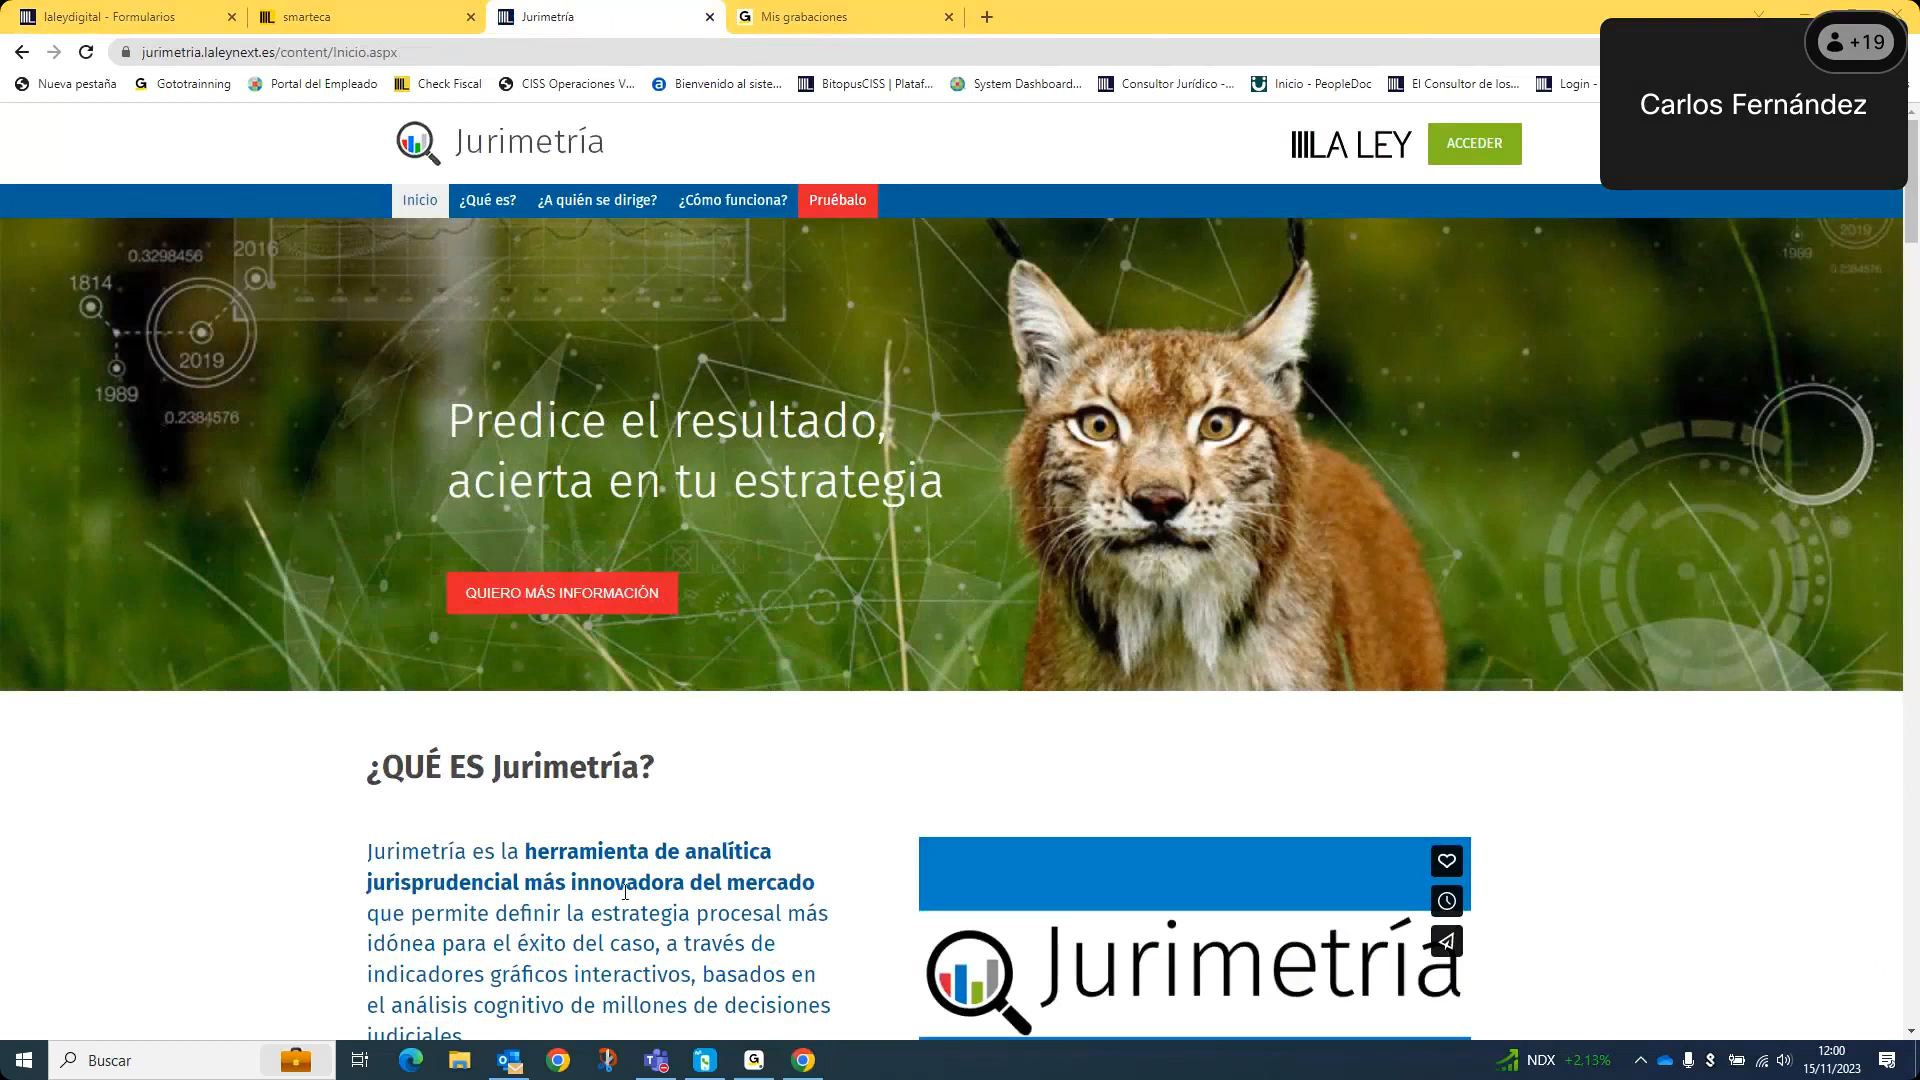 laleydigital - Formularios
smarteca
Jurimetría
Mis grabaciones
jurimetria.laleynext.es/content/Inicio.aspx
+19
Carlos Fernández
Nueva pestaña
Gototrainning
Portal del Empleado
Check Fiscal
CISS Operaciones V...
Bienvenido al siste...
BitopusCISS | Plataf...
System Dashboard...
Consultor Jurídico -...
Inicio - PeopleDoc
El Consultor de los...
Login -
Jurimetría
LA LEY
ACCEDER
Inicio
¿Qué es?
¿A quién se dirige?
¿Cómo funciona?
Pruébalo
0.3298456
2016
1814
2019
1989
0.2384576
2019
1989
0.2384576
Predice el resultado,
acierta en tu estrategia
QUIERO MÁS INFORMACIÓN
¿QUÉ ES Jurimetría?
Jurimetría es la herramienta de analítica
jurisprudencial más innovadora del mercado
que permite definir la estrategia procesal más
idónea para el éxito del caso, a través de
indicadores gráficos interactivos, basados en
el análisis cognitivo de millones de decisiones
judiciales.
Jurimetría
Buscar
NDX +2.13%
12:00
15/11/2023